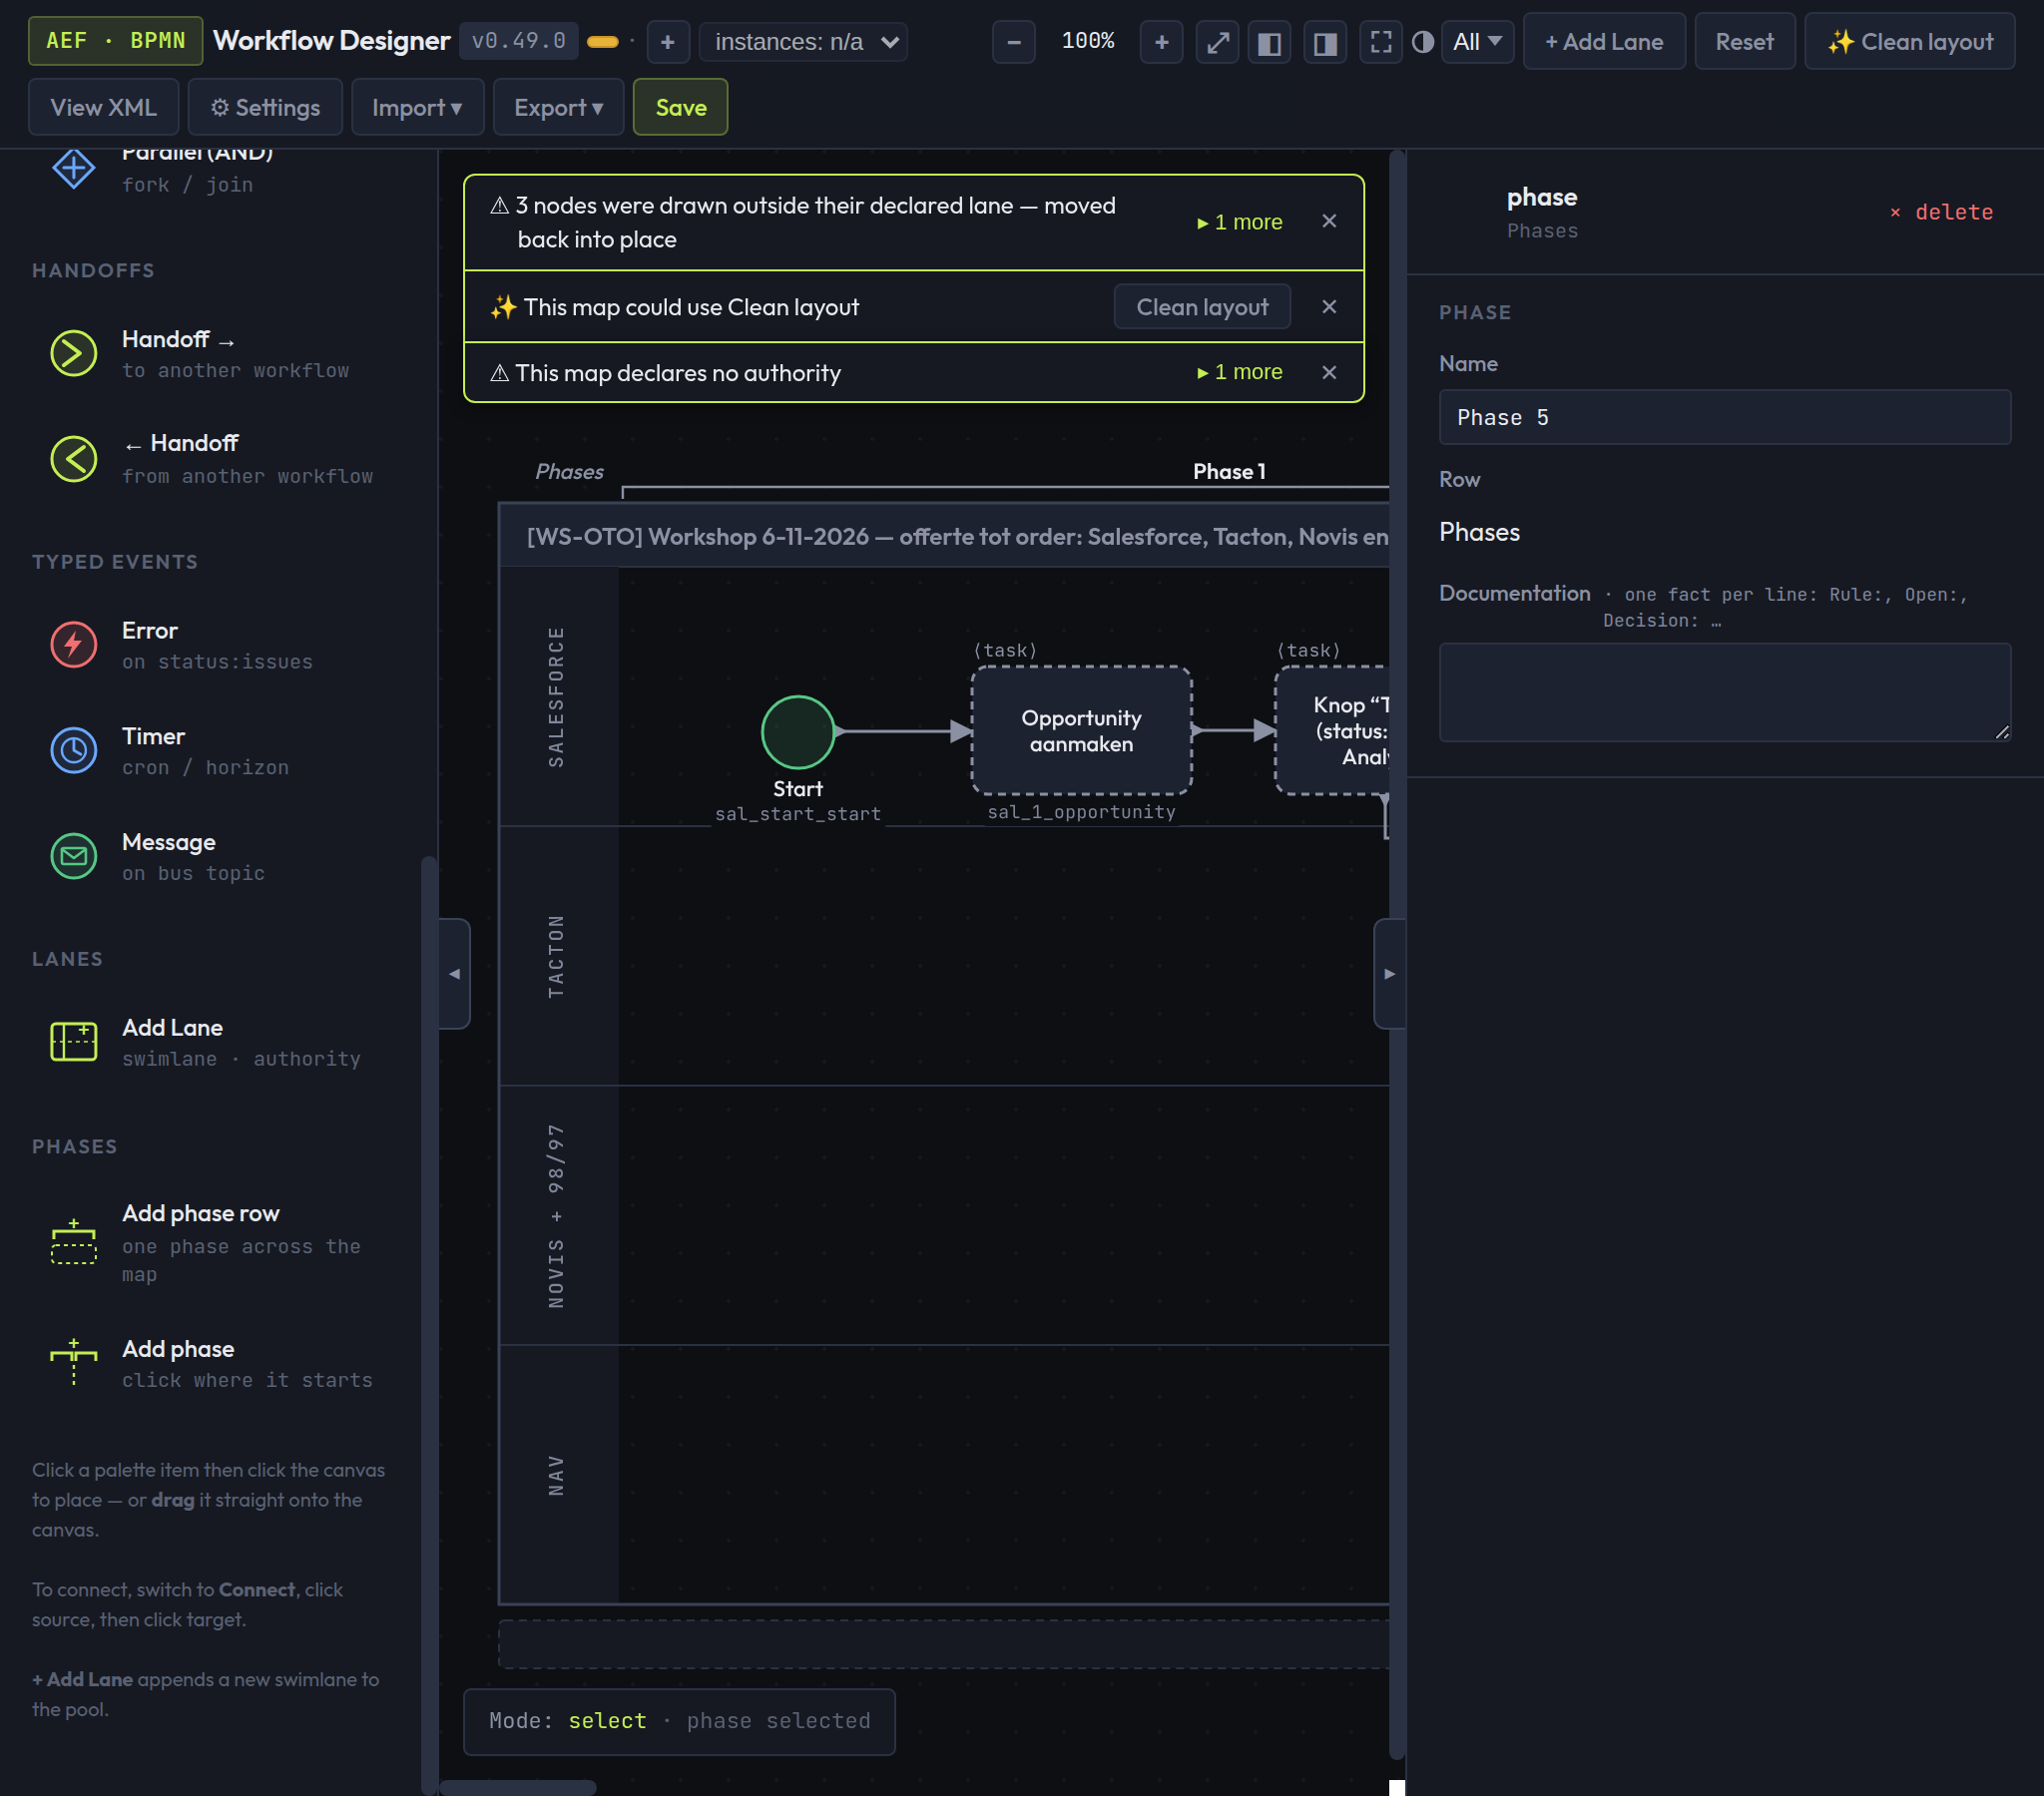 AEF · BPMN Workflow Designer v0.49.0 · + instances: n/a − 100% + All + Add Lane Reset ✨ Clean layout
View XML ⚙ Settings Import ▾ Export ▾ Save
Parallel (AND)
fork / join
HANDOFFS
Handoff →
to another workflow
← Handoff
from another workflow
TYPED EVENTS
Error
on status:issues
Timer
cron / horizon
Message
on bus topic
LANES
Add Lane
swimlane · authority
PHASES
Add phase row
one phase across the
map
Add phase
click where it starts
Click a palette item then click the canvas
to place — or drag it straight onto the
canvas.
To connect, switch to Connect, click
source, then click target.
+ Add Lane appends a new swimlane to
the pool.
⚠ 3 nodes were drawn outside their declared lane — moved
back into place
▸ 1 more ✕
✨ This map could use Clean layout Clean layout ✕
⚠ This map declares no authority ▸ 1 more ✕
Phases Phase 1
[WS-OTO] Workshop 6-11-2026 — offerte tot order: Salesforce, Tacton, Novis en
SALESFORCE
Start
sal_start_start
⟨task⟩
Opportunity
aanmaken
sal_1_opportunity
⟨task⟩
Knop “T
(status:
Analy
TACTON
NOVIS + 98/97
NAV
Mode: select · phase selected
phase
Phases
× delete
PHASE
Name
Phase 5
Row
Phases
Documentation · one fact per line: Rule:, Open:,
Decision: …